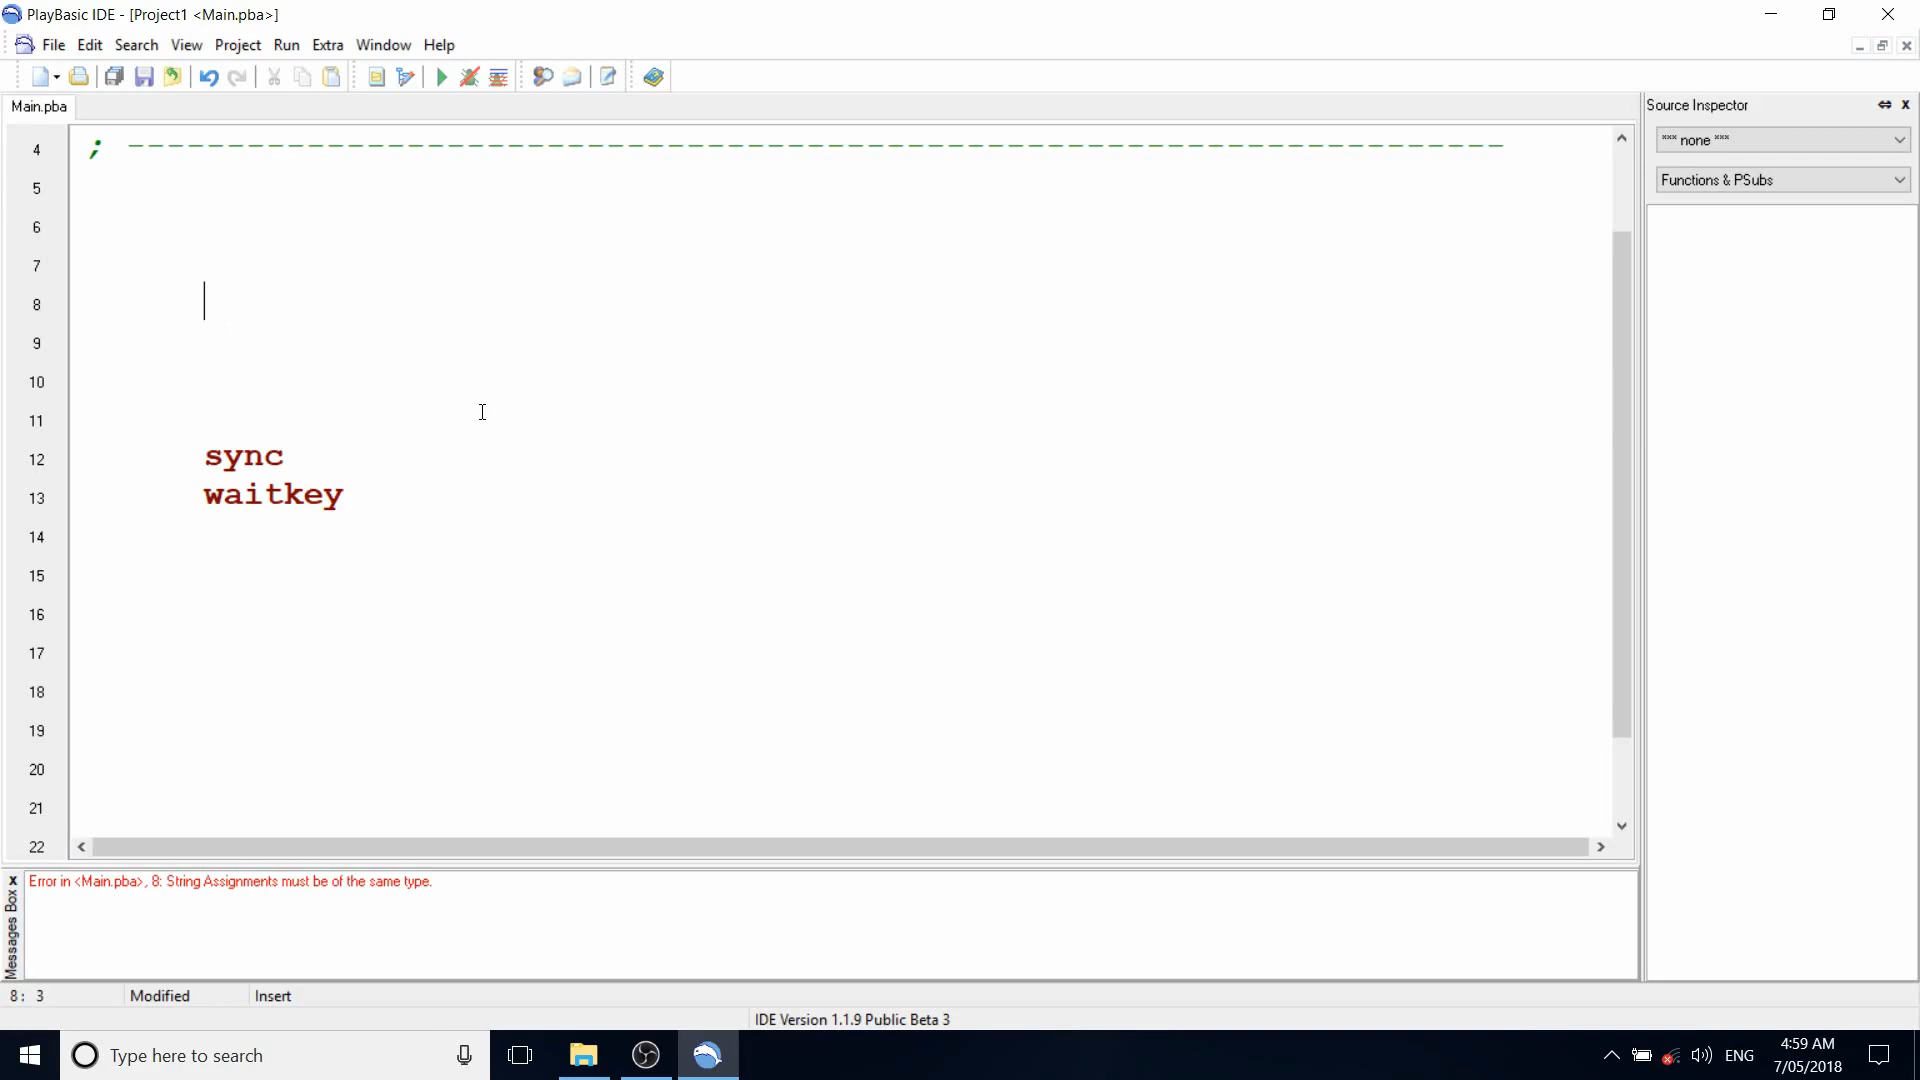 PlayBasic IDE - [Project1 <Main.pba>]
File Edit Search View Project Run Extra Window Help
Main.pba
Source Inspector
*** none ***
Functions & PSubs
4 ; -----------------------------------------------------------------------
5
6
7
8
9
10
11
12 sync
13 waitkey
14
15
16
17
18
19
20
21
22
Messages Box
Error in <Main.pba>, 8: String Assignments must be of the same type.
8: 3 Modified Insert
IDE Version 1.1.9 Public Beta 3
Type here to search
ENG
4:59 AM
7/05/2018